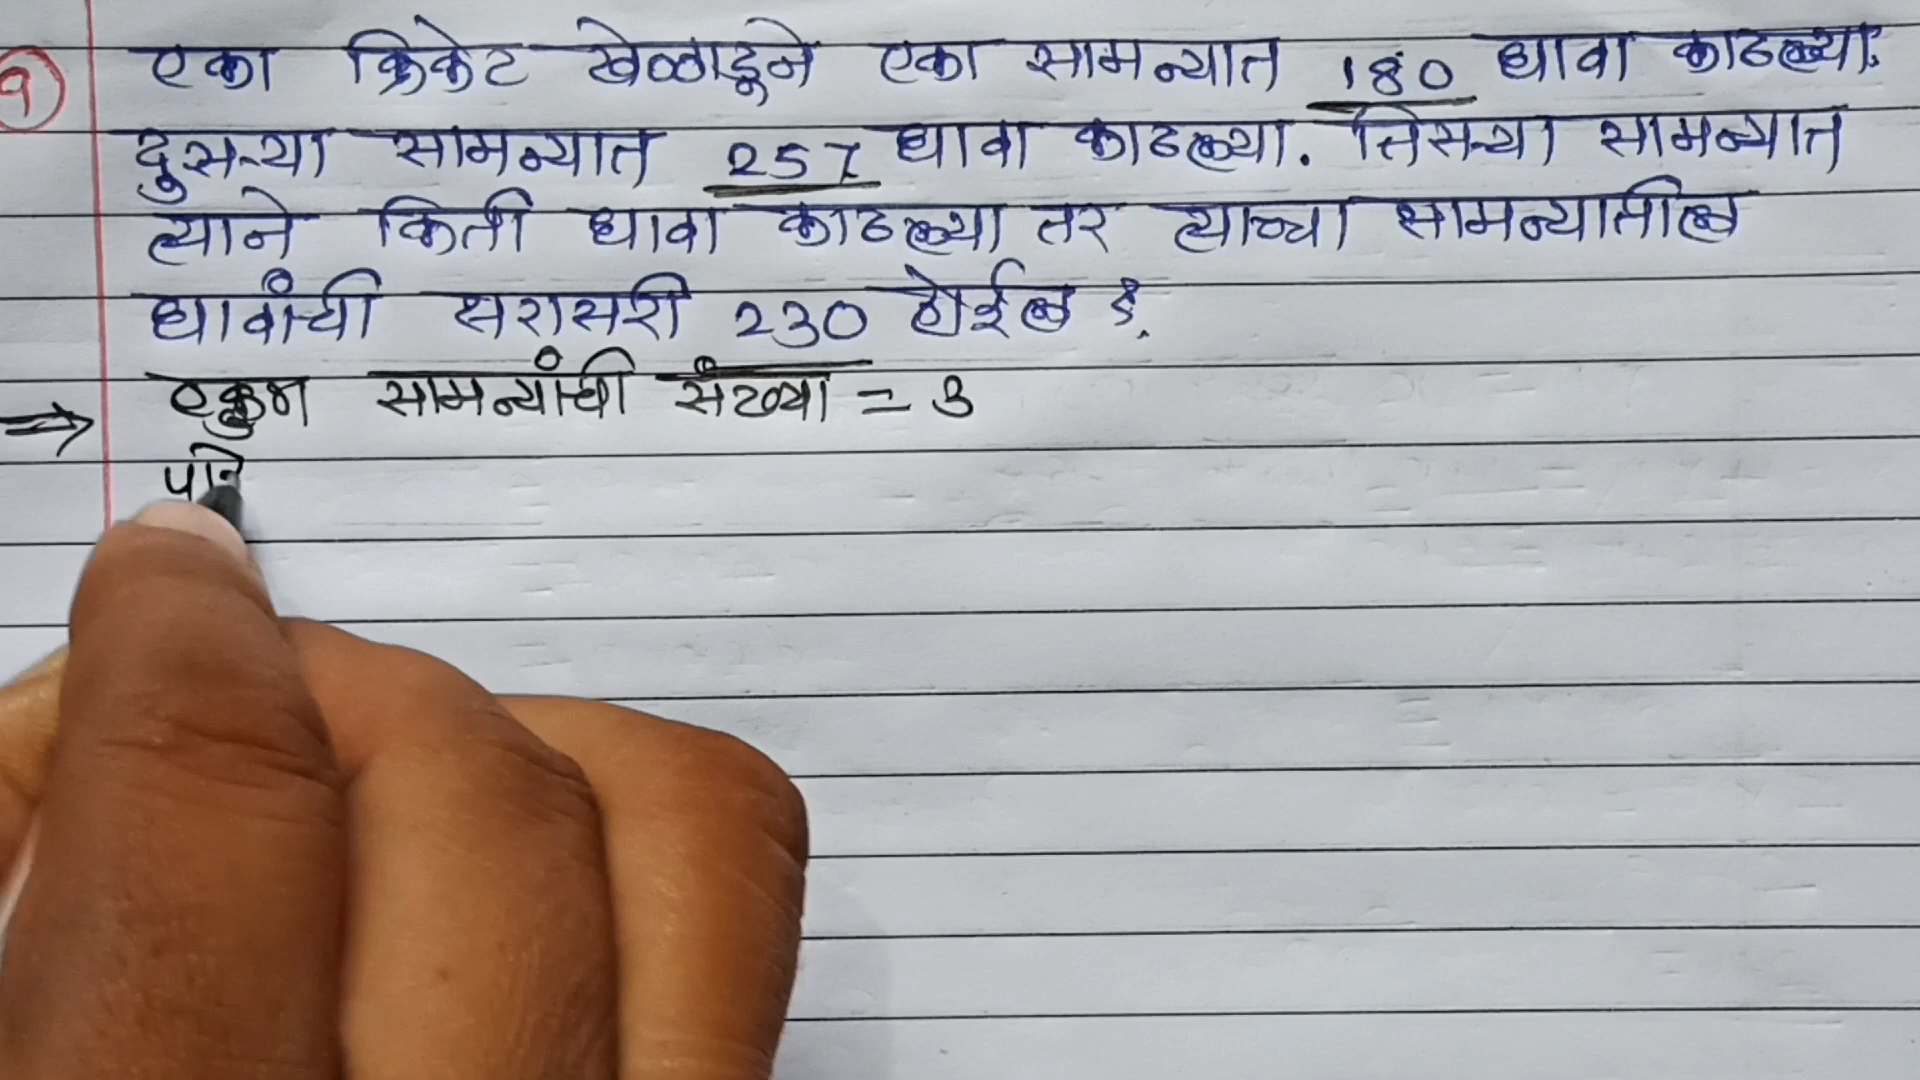 १ एका क्रिकेट खेळाडूने एका सामन्यात 180 धावा काढल्या.
दुसऱ्या सामन्यात 257 धावा काढल्या. तिसऱ्या सामन्यात
त्याने किती धावा काढल्या तर त्याच्या सामन्यातील
धावांची सरासरी 230 होईल ?.
⇒ एकूण सामन्यांची संख्या = 3